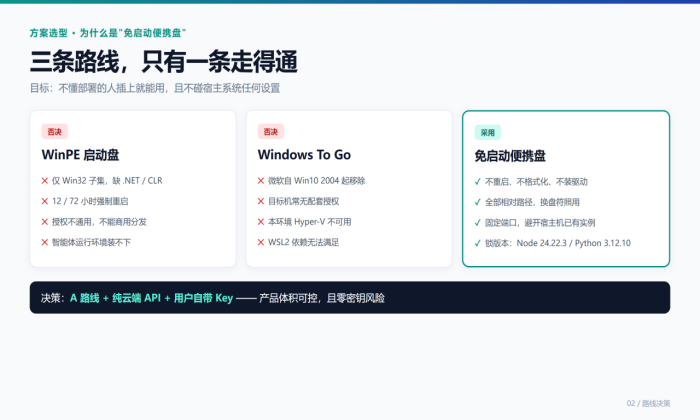 方案选型 · 为什么是"免启动便携盘"
三条路线，只有一条走得通
目标：不懂部署的人插上就能用，且不碰宿主系统任何设置
否决
WinPE 启动盘
✕ 仅 Win32 子集，缺 .NET / CLR
✕ 12 / 72 小时强制重启
✕ 授权不通用，不能商用分发
✕ 智能体运行环境装不下
否决
Windows To Go
✕ 微软自 Win10 2004 起移除
✕ 目标机常无配套授权
✕ 本环境 Hyper-V 不可用
✕ WSL2 依赖无法满足
采用
免启动便携盘
✓ 不重启、不格式化、不装驱动
✓ 全部相对路径，换盘符照用
✓ 固定端口，避开宿主机已有实例
✓ 锁版本：Node 24.22.3 / Python 3.12.10
决策：A 路线 + 纯云端 API + 用户自带 Key —— 产品体积可控，且零密钥风险
02 / 路线决策